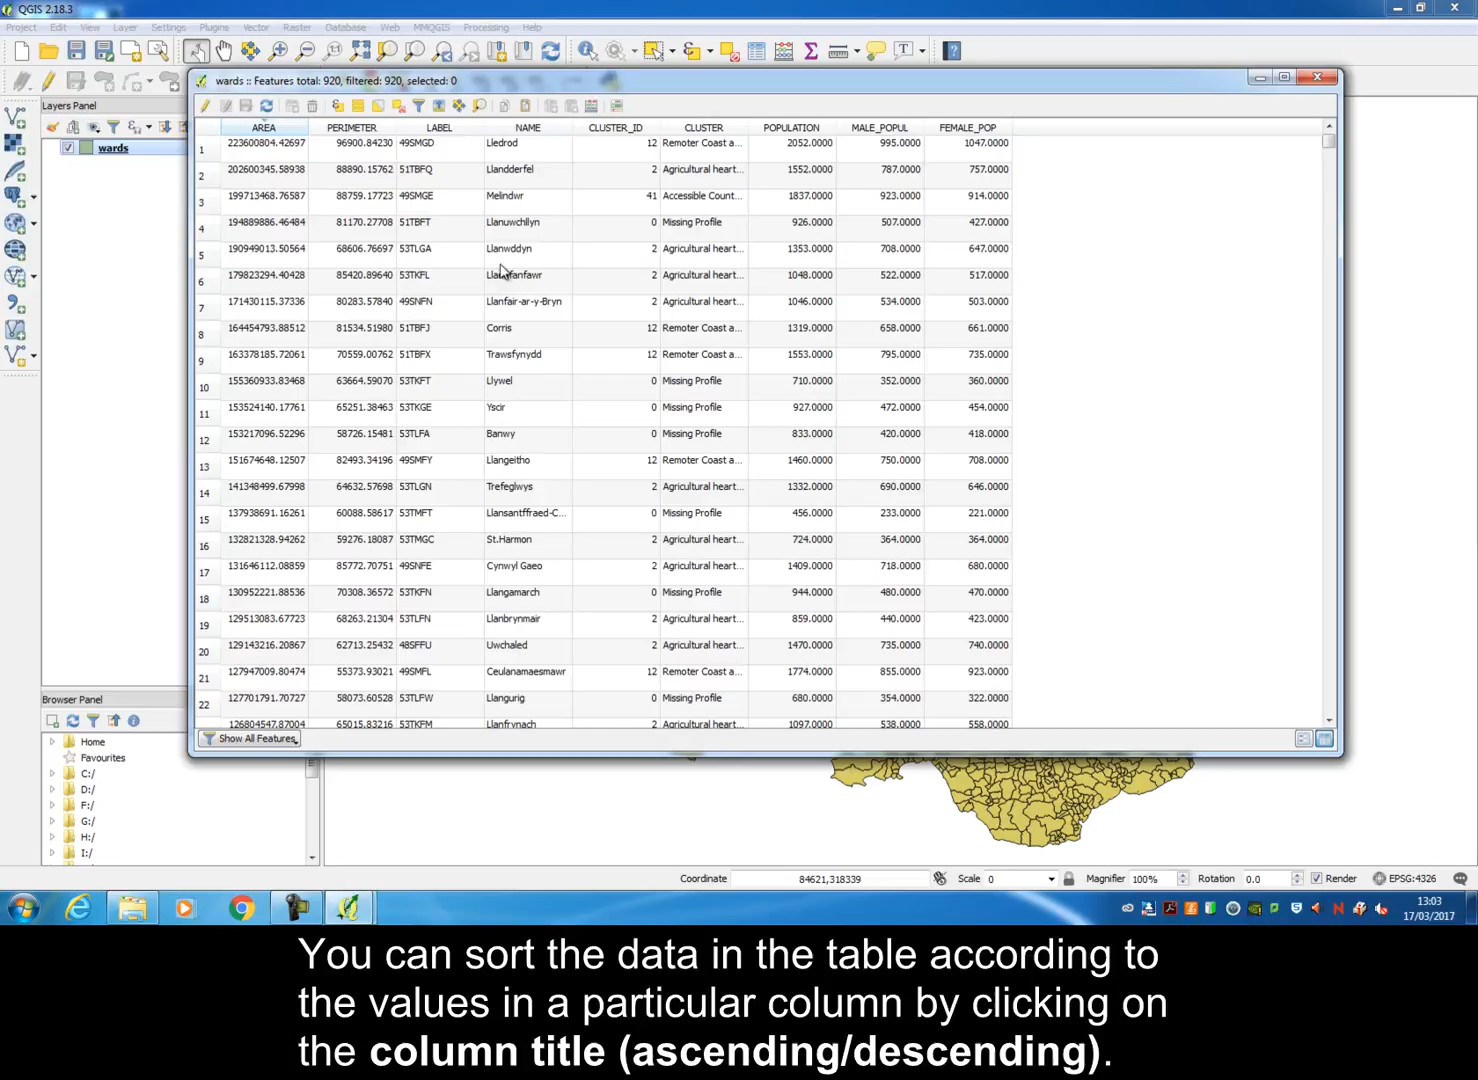 QGIS 2.18.3
Project Edit View Layer Settings Plugins Vector Raster Database Web MMQGIS Processing Help
wards :: Features total: 920, filtered: 920, selected: 0
Layers Panel
wards
AREA PERIMETER LABEL NAME CLUSTER_ID CLUSTER POPULATION MALE_POPUL FEMALE_POP
1 223600804.42697 96900.84230 49SMGD Lledrod 12 Remoter Coast a... 2052.0000 995.0000 1047.0000
2 202600345.58938 88890.15762 51TBFQ Llandderfel 2 Agricultural heart... 1552.0000 787.0000 757.0000
3 199713468.76587 88759.17723 49SMGE Melindwr 41 Accessible Count... 1837.0000 923.0000 914.0000
4 194889886.46484 81170.27708 51TBFT Llanuwchllyn 0 Missing Profile 926.0000 507.0000 427.0000
5 190949013.50564 68606.76697 53TLGA Llanwddyn 2 Agricultural heart... 1353.0000 708.0000 647.0000
6 179823294.40428 85420.89640 53TKFL 2 Agricultural heart... 1048.0000 522.0000 517.0000
7 171430115.37336 80283.57840 49SNFN Llanfair-ar-y-Bryn 2 Agricultural heart... 1046.0000 534.0000 503.0000
8 164454793.88512 81534.51980 51TBFJ Corris 12 Remoter Coast a... 1319.0000 658.0000 661.0000
9 163378185.72061 70559.00762 51TBFX Trawsfynydd 12 Remoter Coast a... 1553.0000 795.0000 735.0000
10 155360933.83468 63664.59070 53TKFT Llywel 0 Missing Profile 710.0000 352.0000 360.0000
11 153524140.17761 65251.38463 53TKGE Yscir 0 Missing Profile 927.0000 472.0000 454.0000
12 153217096.52296 58726.15481 53TLFA Banwy 0 Missing Profile 833.0000 420.0000 418.0000
13 151674648.12507 82493.34196 49SMFY Llangeitho 12 Remoter Coast a... 1460.0000 750.0000 708.0000
14 141348499.67998 64632.57698 53TLGN Trefeglwys 2 Agricultural heart... 1332.0000 690.0000 646.0000
15 137938691.16261 60088.58617 53TMFT Llansantffraed-C... 0 Missing Profile 456.0000 233.0000 221.0000
16 132821328.94262 59276.18087 53TMGC St.Harmon 2 Agricultural heart... 724.0000 364.0000 364.0000
17 131646112.08859 85772.70751 49SNFE Cynwyl Gaeo 2 Agricultural heart... 1409.0000 718.0000 680.0000
18 130952221.88536 70308.36572 53TKFN Llangamarch 0 Missing Profile 944.0000 480.0000 470.0000
19 129513083.67723 68263.21304 53TLFN Llanbrynmair 2 Agricultural heart... 859.0000 440.0000 423.0000
20 129143216.20867 62713.25432 48SFFU Uwchaled 2 Agricultural heart... 1470.0000 735.0000 740.0000
21 127947009.80474 55373.93021 49SMFL Ceulanamaesmawr 12 Remoter Coast a... 1774.0000 855.0000 923.0000
22 127701791.70727 58073.60528 53TLFW Llangurig 0 Missing Profile 680.0000 354.0000 322.0000
126804547.87004 65015.83216 53TKFM Llanfrynach 2 Agricultural heart... 1097.0000 538.0000 558.0000
Show All Features
Browser Panel
Home
Favourites
C:/
D:/
F:/
G:/
H:/
I:/
Coordinate 84621,318339 Scale 0 Magnifier 100% Rotation 0.0 Render EPSG:4326
13:03
17/03/2017
You can sort the data in the table according to
the values in a particular column by clicking on
the column title (ascending/descending).